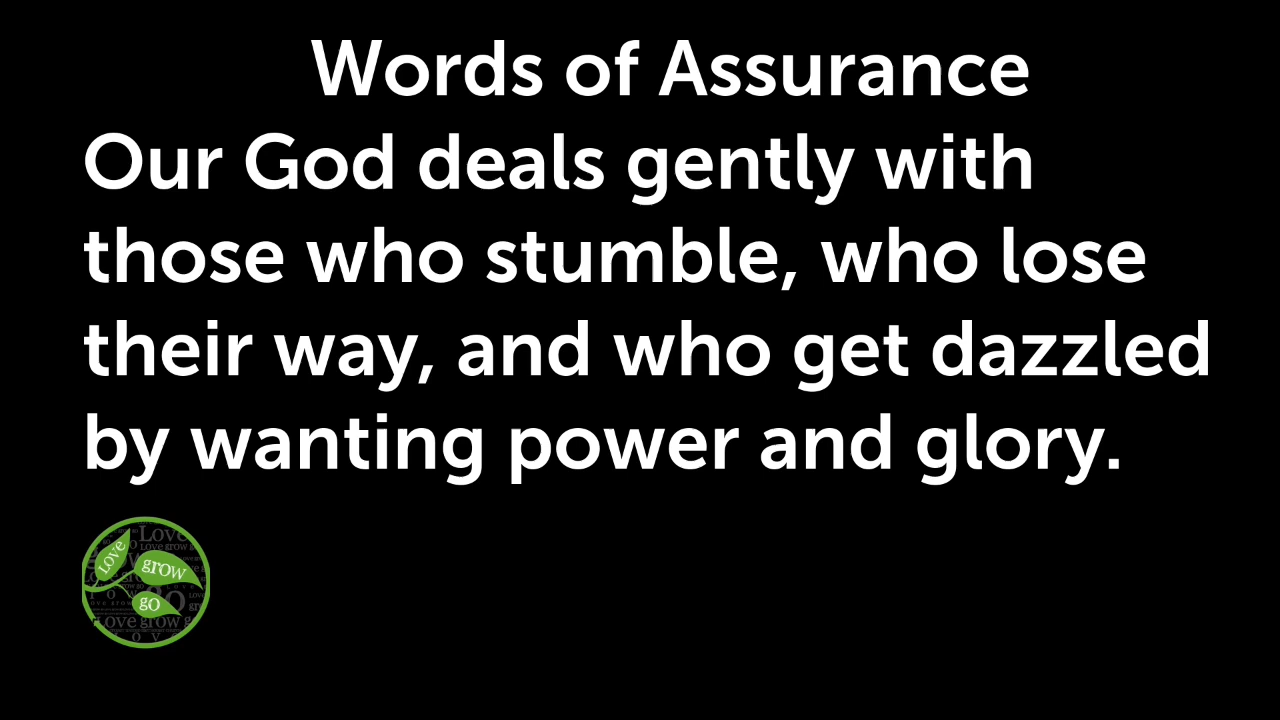 Words of Assurance
Our God deals gently with
those who stumble, who lose
their way, and who get dazzled
by wanting power and glory.
Love
grow
go